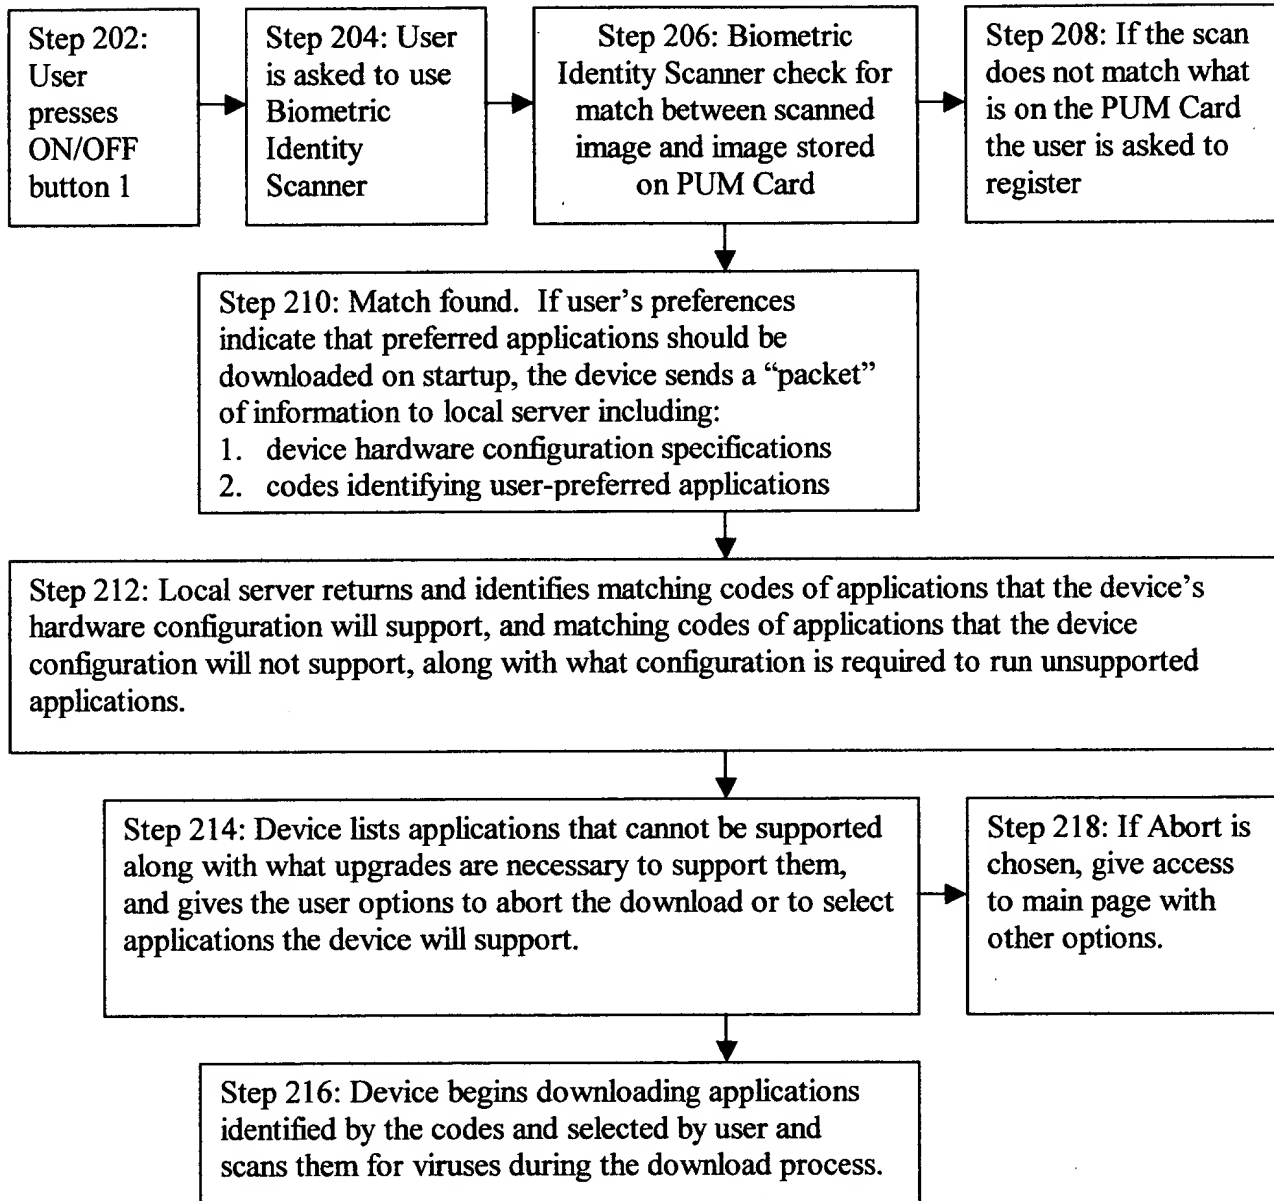 Step 202:
User
presses
ON/OFF
button 1
Step 204: User
is asked to use
Biometric
Identity
Scanner
Step 206: Biometric
Identity Scanner check for
match between scanned
image and image stored
on PUM Card
Step 208: If the scan
does not match what
is on the PUM Card
the user is asked to
register
Step 210: Match found.  If user's preferences
indicate that preferred applications should be
downloaded on startup, the device sends a “packet”
of information to local server including:
1.  device hardware configuration specifications
2.  codes identifying user-preferred applications
Step 212: Local server returns and identifies matching codes of applications that the device's
hardware configuration will support, and matching codes of applications that the device
configuration will not support, along with what configuration is required to run unsupported
applications.
Step 214: Device lists applications that cannot be supported
along with what upgrades are necessary to support them,
and gives the user options to abort the download or to select
applications the device will support.
Step 218: If Abort is
chosen, give access
to main page with
other options.
Step 216: Device begins downloading applications
identified by the codes and selected by user and
scans them for viruses during the download process.